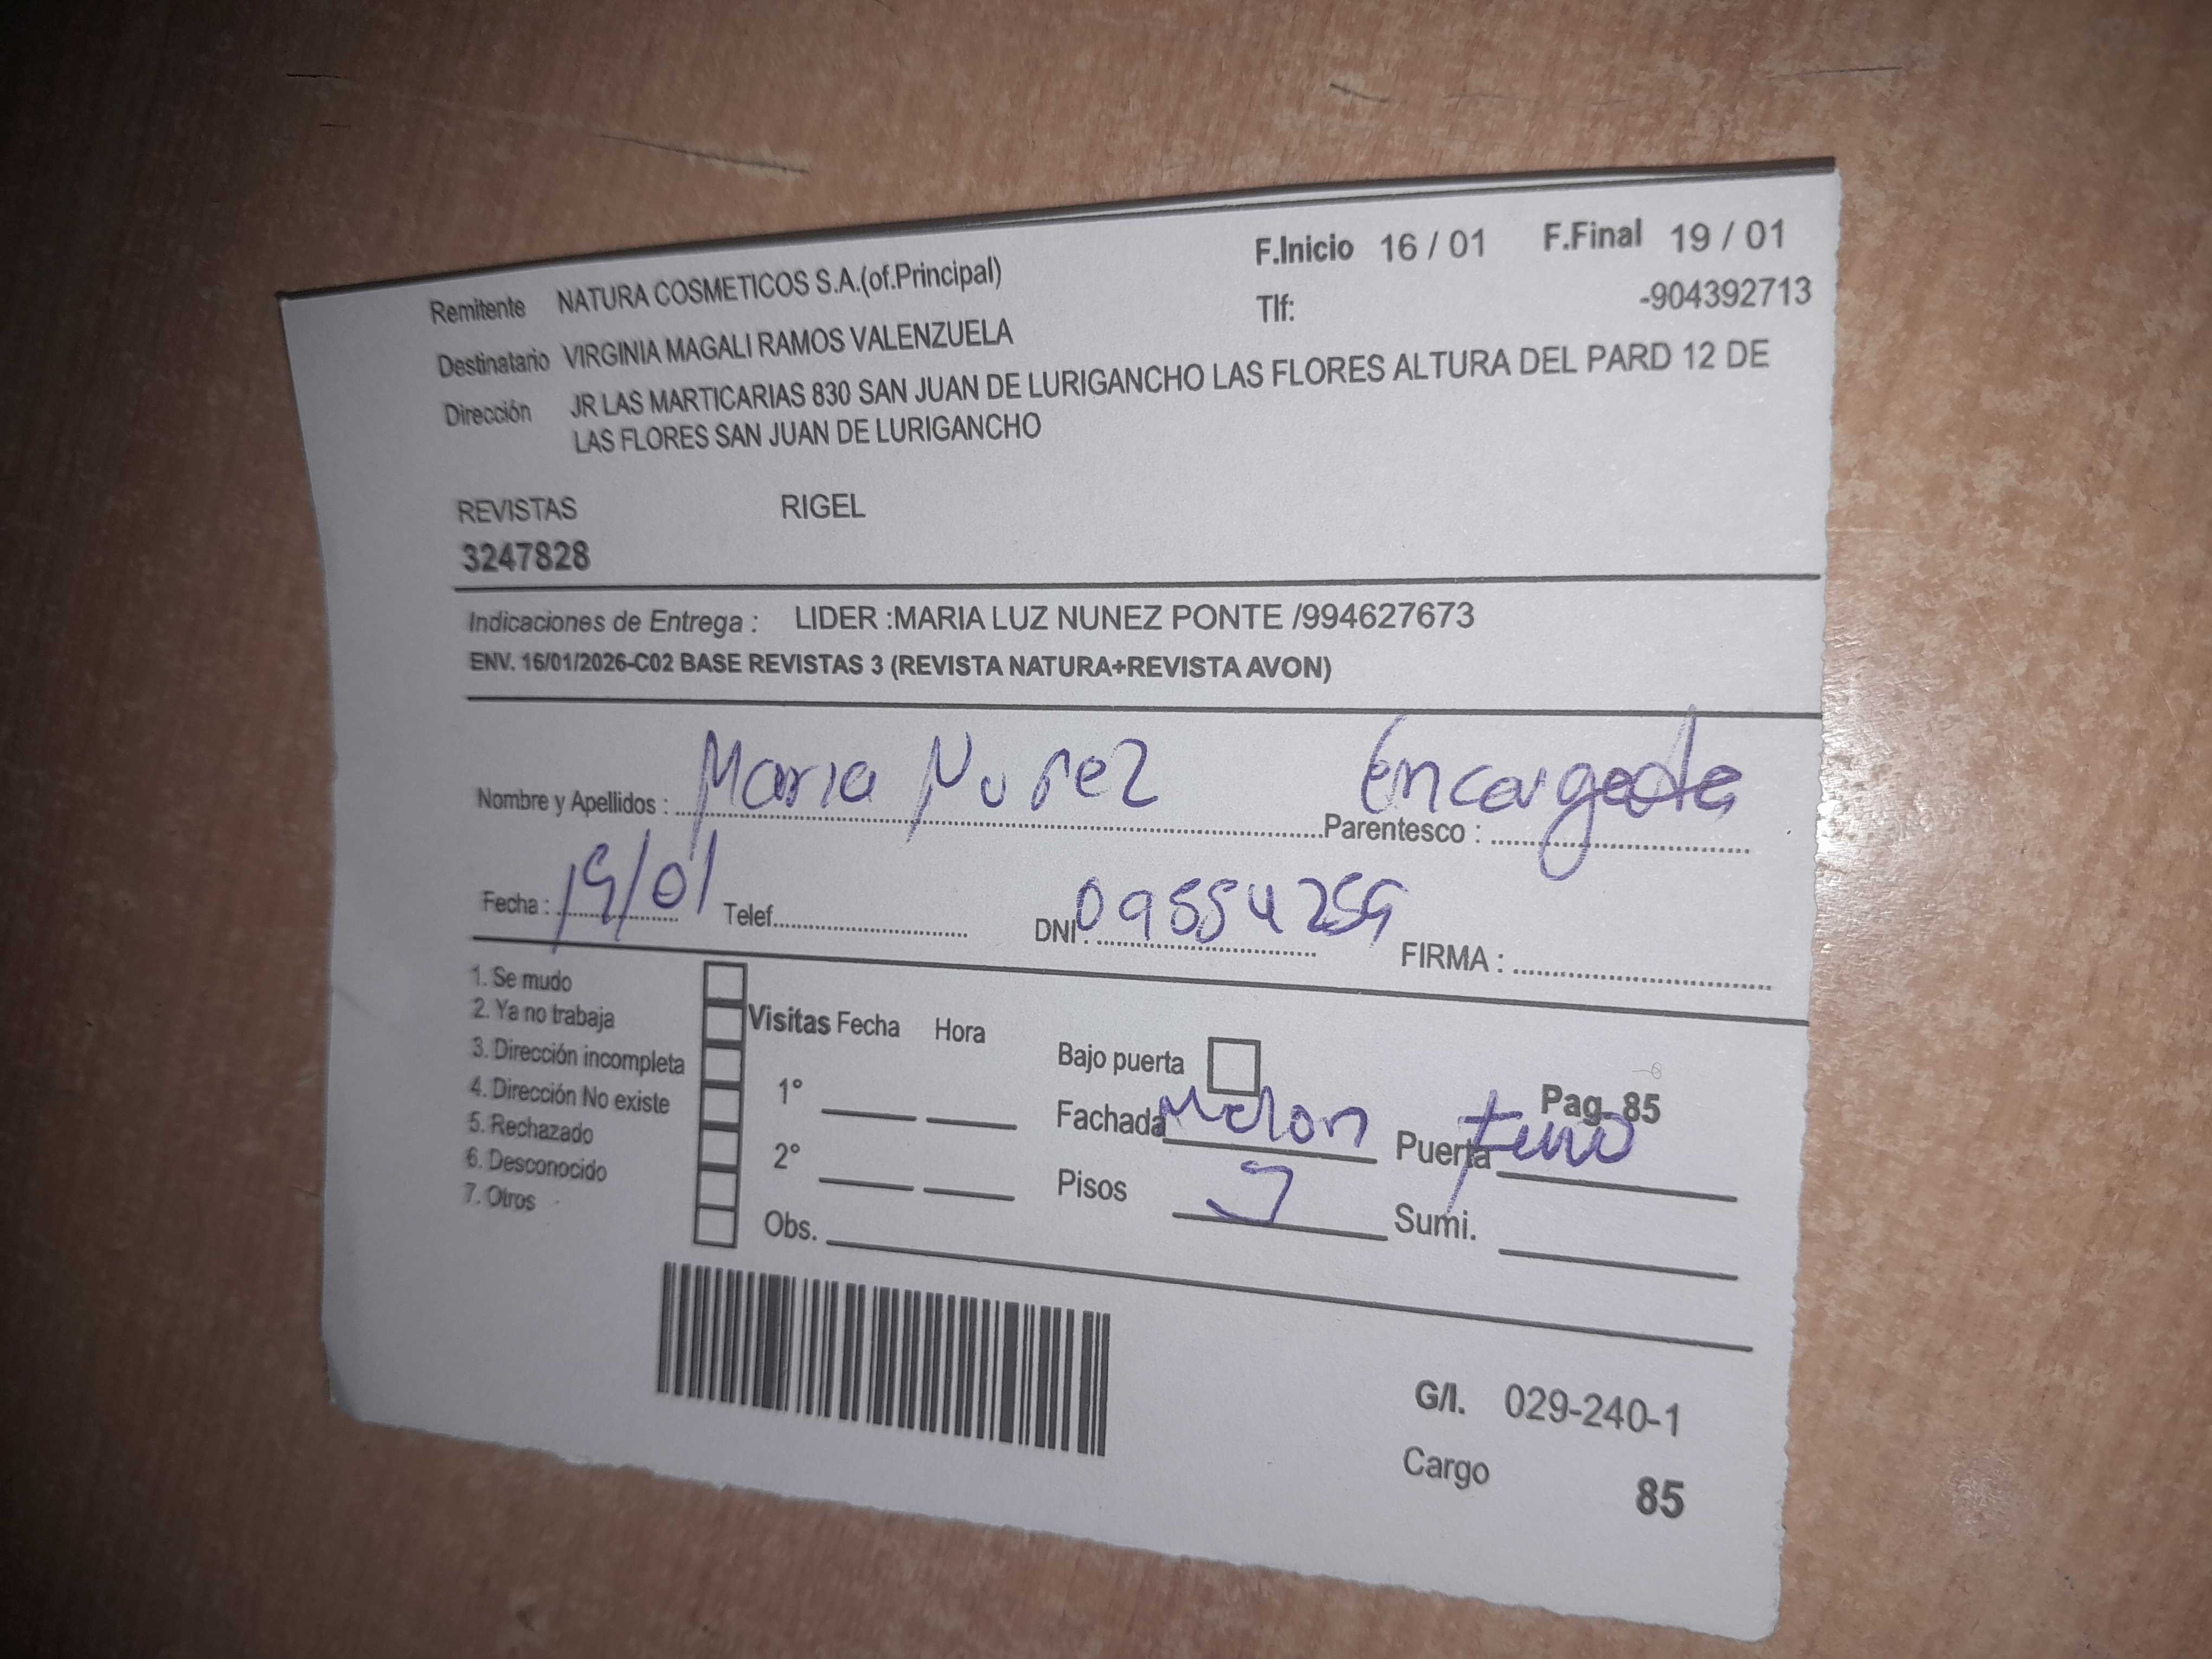 F.Inicio 16 / 01 F.Final 19 / 01
Remitente NATURA COSMETICOS S.A.(of.Principal) Tlf: -904392713
Destinatario VIRGINIA MAGALI RAMOS VALENZUELA
Dirección JR LAS MARTICARIAS 830 SAN JUAN DE LURIGANCHO LAS FLORES ALTURA DEL PARD 12 DE
LAS FLORES SAN JUAN DE LURIGANCHO
REVISTAS RIGEL
3247828
Indicaciones de Entrega : LIDER :MARIA LUZ NUNEZ PONTE /994627673
ENV. 16/01/2026-C02 BASE REVISTAS 3 (REVISTA NATURA+REVISTA AVON)
Nombre y Apellidos : Maria Nuñez Parentesco : Encargada
Fecha : 19/01 Telef. DNI : FIRMA :
1. Se mudo
2. Ya no trabaja Visitas Fecha Hora
3. Dirección incompleta Bajo puerta
4. Dirección No existe 1° Fachada Melon Pag. 85
5. Rechazado Puerta
6. Desconocido 2° Pisos
7. Otros Obs. Sumi.
G/I. 029-240-1
Cargo 85